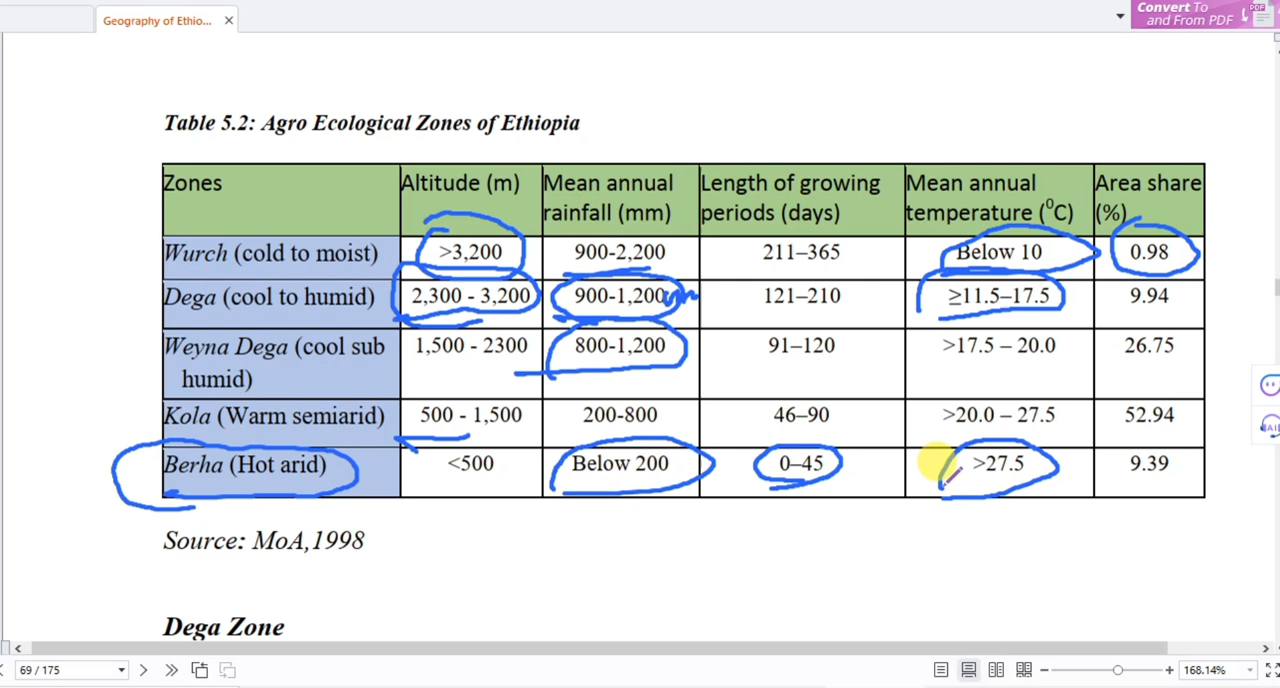 Geography of Ethio...
Convert To
and From PDF
PDF
Table 5.2: Agro Ecological Zones of Ethiopia
Zones Altitude (m) Mean annual rainfall (mm) Length of growing periods (days) Mean annual temperature (⁰C) Area share (%)
Wurch (cold to moist) >3,200 900-2,200 211–365 Below 10 0.98
Dega (cool to humid) 2,300 - 3,200 900-1,200 121–210 ≥11.5–17.5 9.94
Weyna Dega (cool sub humid) 1,500 - 2300 800-1,200 91–120 >17.5 – 20.0 26.75
Kola (Warm semiarid) 500 - 1,500 200-800 46–90 >20.0 – 27.5 52.94
Berha (Hot arid) <500 Below 200 0–45 >27.5 9.39
Source: MoA,1998
Dega Zone
69 / 175
168.14%